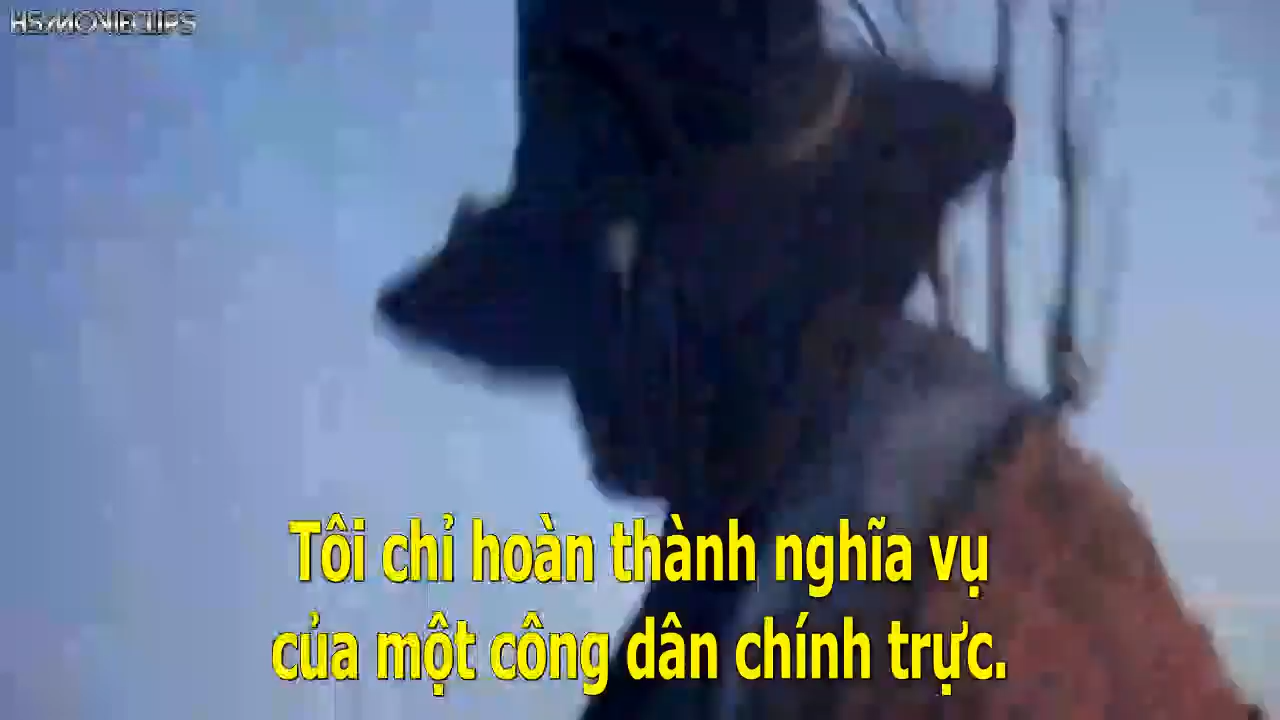 HSMOVIECLIPS
Tôi chỉ hoàn thành nghĩa vụ
của một công dân chính trực.